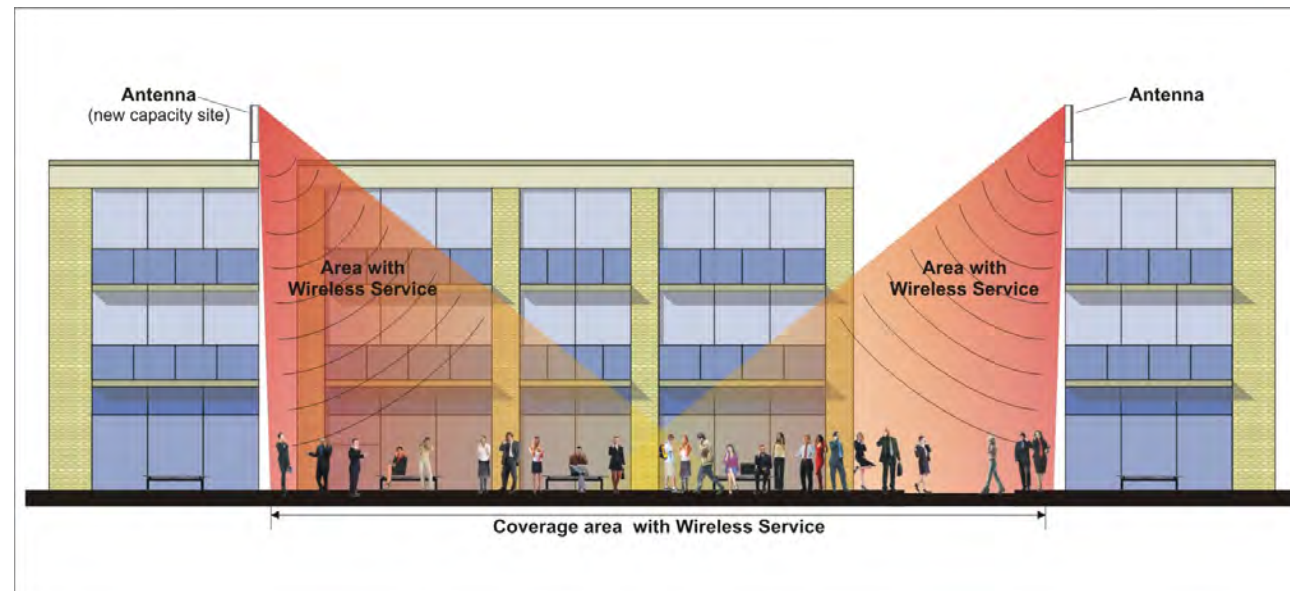 Antenna
(new capacity site)
Antenna
Area with
Wireless Service
Area with
Wireless Service
Coverage area with Wireless Service